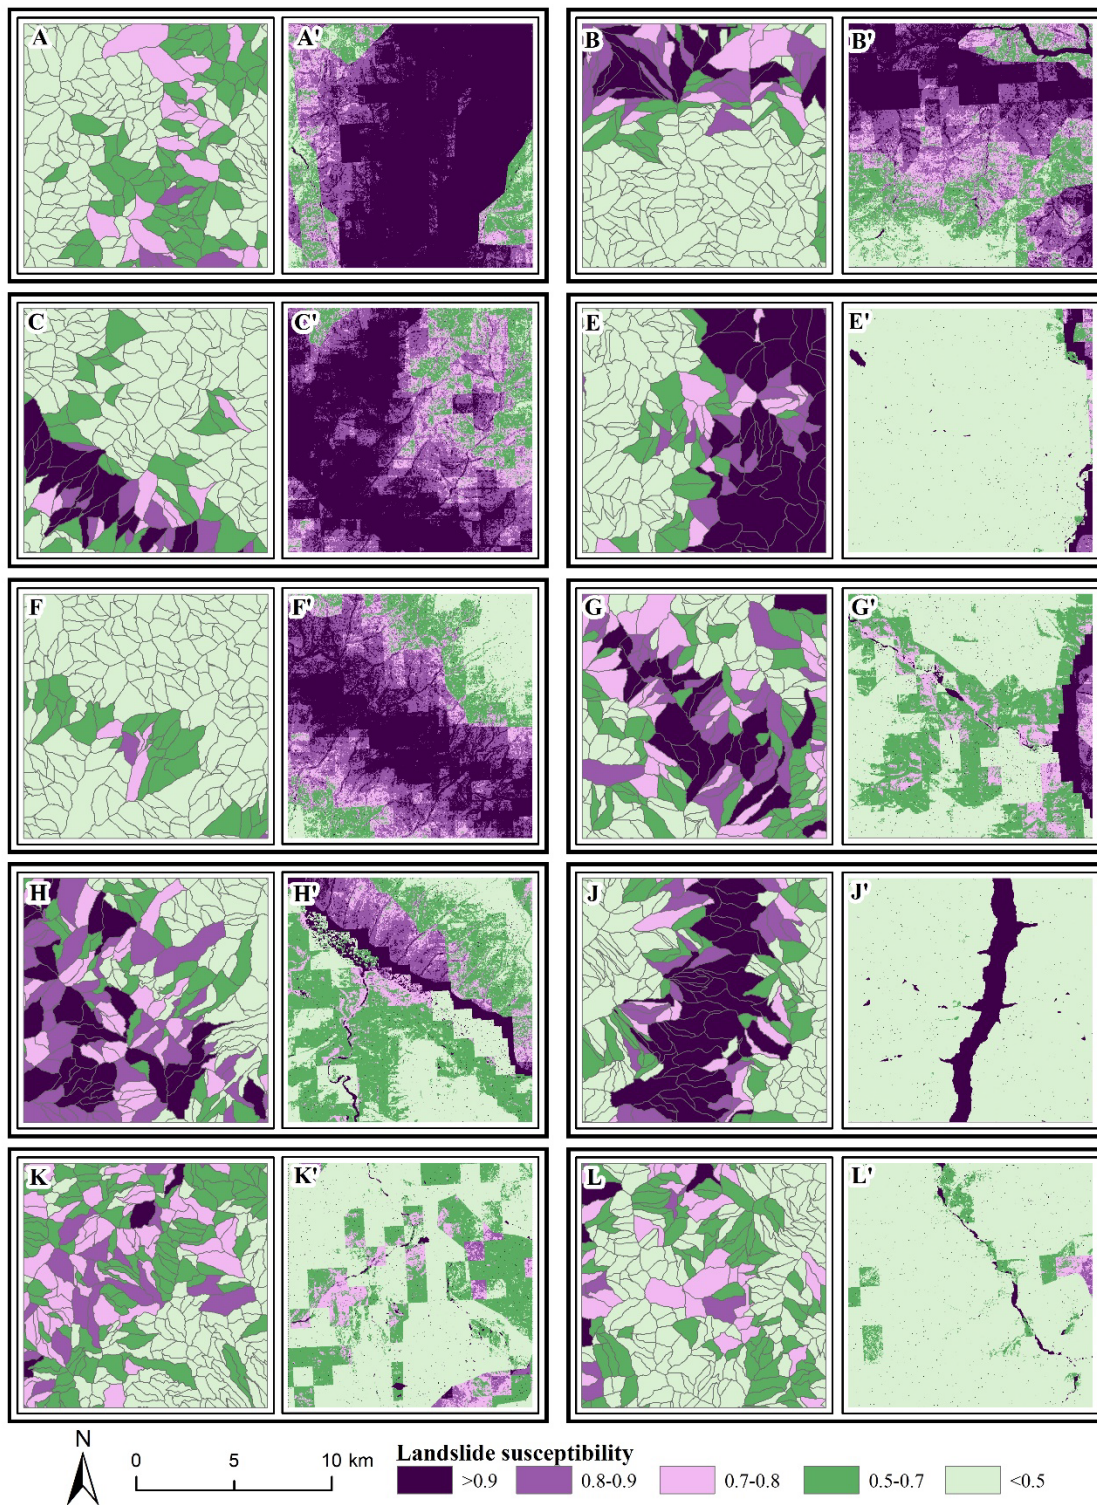 A A' B B'
C C' E E'
F F' G G'
H H' J J'
K K' L L'
N
0 5 10 km
Landslide susceptibility
>0.9 0.8-0.9 0.7-0.8 0.5-0.7 <0.5